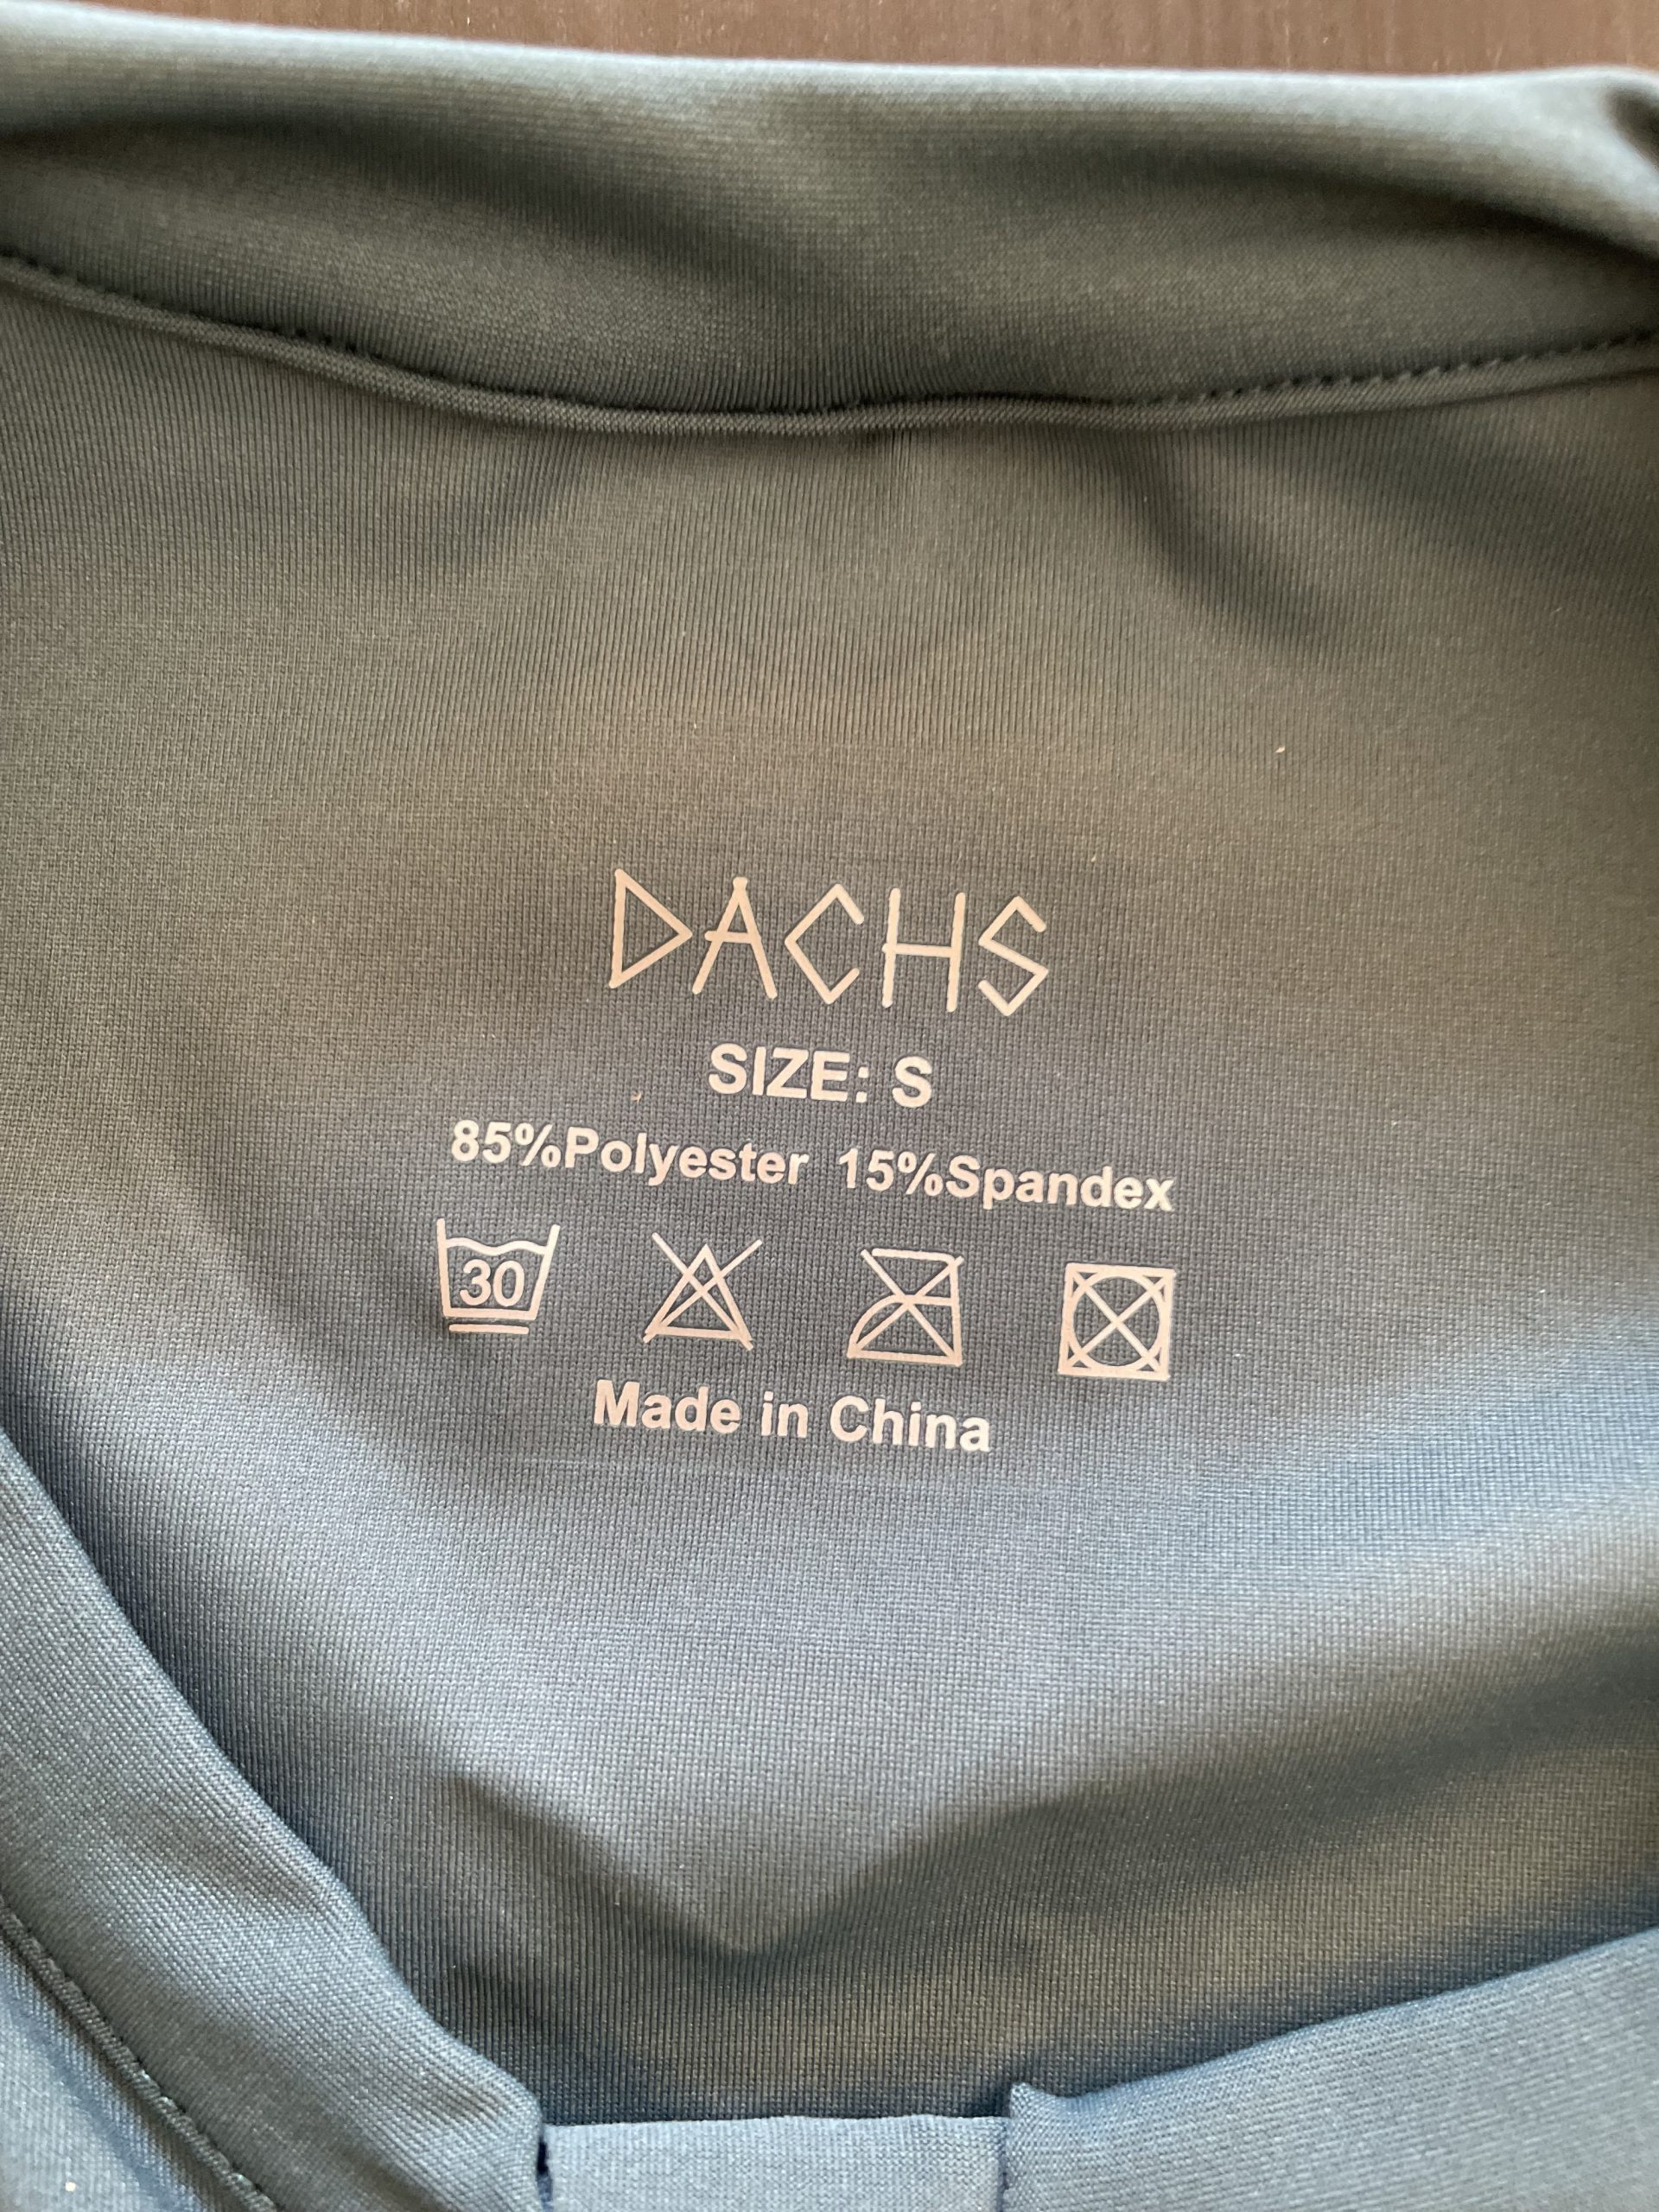 DACHS
SIZE: S
85%Polyester 15%Spandex
30
Made in China